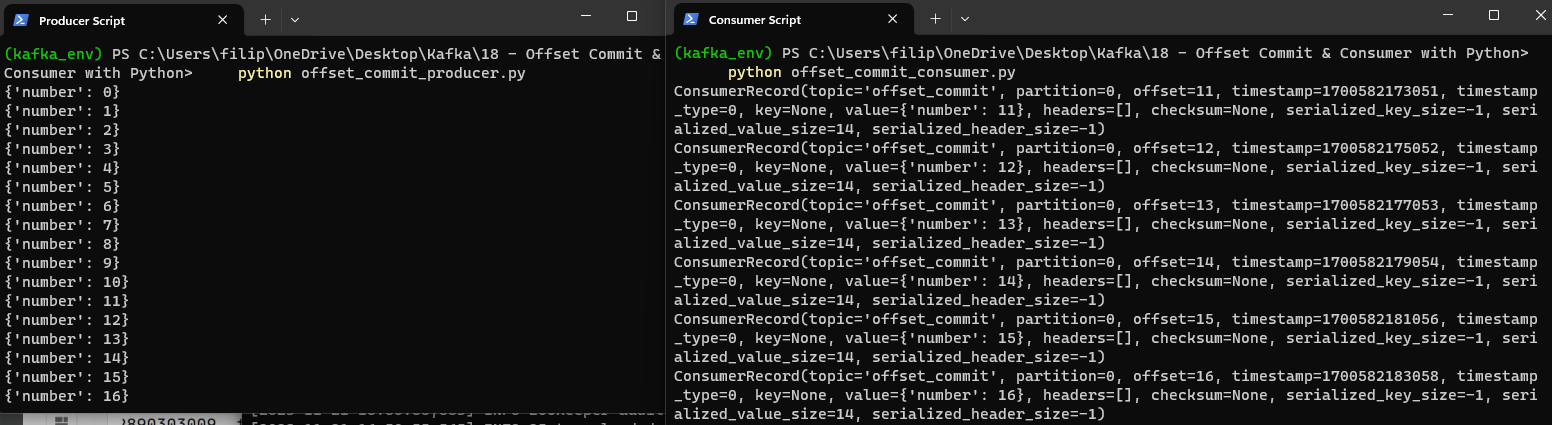 Producer Script
(kafka_env) PS C:\Users\filip\OneDrive\Desktop\Kafka\18 - Offset Commit &
Consumer with Python>     python offset_commit_producer.py
{'number': 0}
{'number': 1}
{'number': 2}
{'number': 3}
{'number': 4}
{'number': 5}
{'number': 6}
{'number': 7}
{'number': 8}
{'number': 9}
{'number': 10}
{'number': 11}
{'number': 12}
{'number': 13}
{'number': 14}
{'number': 15}
{'number': 16}
Consumer Script
(kafka_env) PS C:\Users\filip\OneDrive\Desktop\Kafka\18 - Offset Commit & Consumer with Python>
python offset_commit_consumer.py
ConsumerRecord(topic='offset_commit', partition=0, offset=11, timestamp=1700582173051, timestamp
_type=0, key=None, value={'number': 11}, headers=[], checksum=None, serialized_key_size=-1, seri
alized_value_size=14, serialized_header_size=-1)
ConsumerRecord(topic='offset_commit', partition=0, offset=12, timestamp=1700582175052, timestamp
_type=0, key=None, value={'number': 12}, headers=[], checksum=None, serialized_key_size=-1, seri
alized_value_size=14, serialized_header_size=-1)
ConsumerRecord(topic='offset_commit', partition=0, offset=13, timestamp=1700582177053, timestamp
_type=0, key=None, value={'number': 13}, headers=[], checksum=None, serialized_key_size=-1, seri
alized_value_size=14, serialized_header_size=-1)
ConsumerRecord(topic='offset_commit', partition=0, offset=14, timestamp=1700582179054, timestamp
_type=0, key=None, value={'number': 14}, headers=[], checksum=None, serialized_key_size=-1, seri
alized_value_size=14, serialized_header_size=-1)
ConsumerRecord(topic='offset_commit', partition=0, offset=15, timestamp=1700582181056, timestamp
_type=0, key=None, value={'number': 15}, headers=[], checksum=None, serialized_key_size=-1, seri
alized_value_size=14, serialized_header_size=-1)
ConsumerRecord(topic='offset_commit', partition=0, offset=16, timestamp=1700582183058, timestamp
_type=0, key=None, value={'number': 16}, headers=[], checksum=None, serialized_key_size=-1, seri
alized_value_size=14, serialized_header_size=-1)